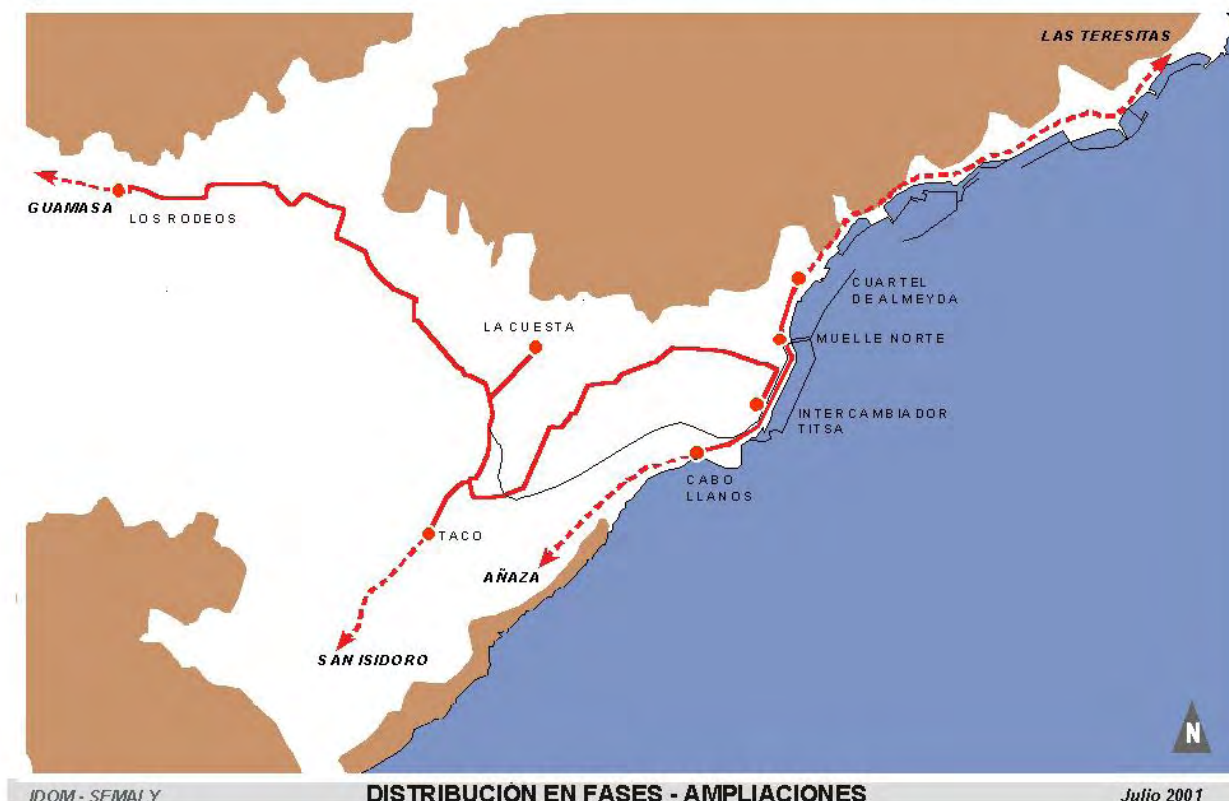 LAS TERESITAS
GUAMASA
LOS RODEOS
CUARTEL
DE ALMEYDA
LA CUESTA
MUELLE NORTE
INTERCAMBIADOR
TITSA
CABO
LLANOS
TACO
AÑAZA
SAN ISIDORO
N
IDOM - SEMALY
DISTRIBUCIÓN EN FASES - AMPLIACIONES
Julio 2001